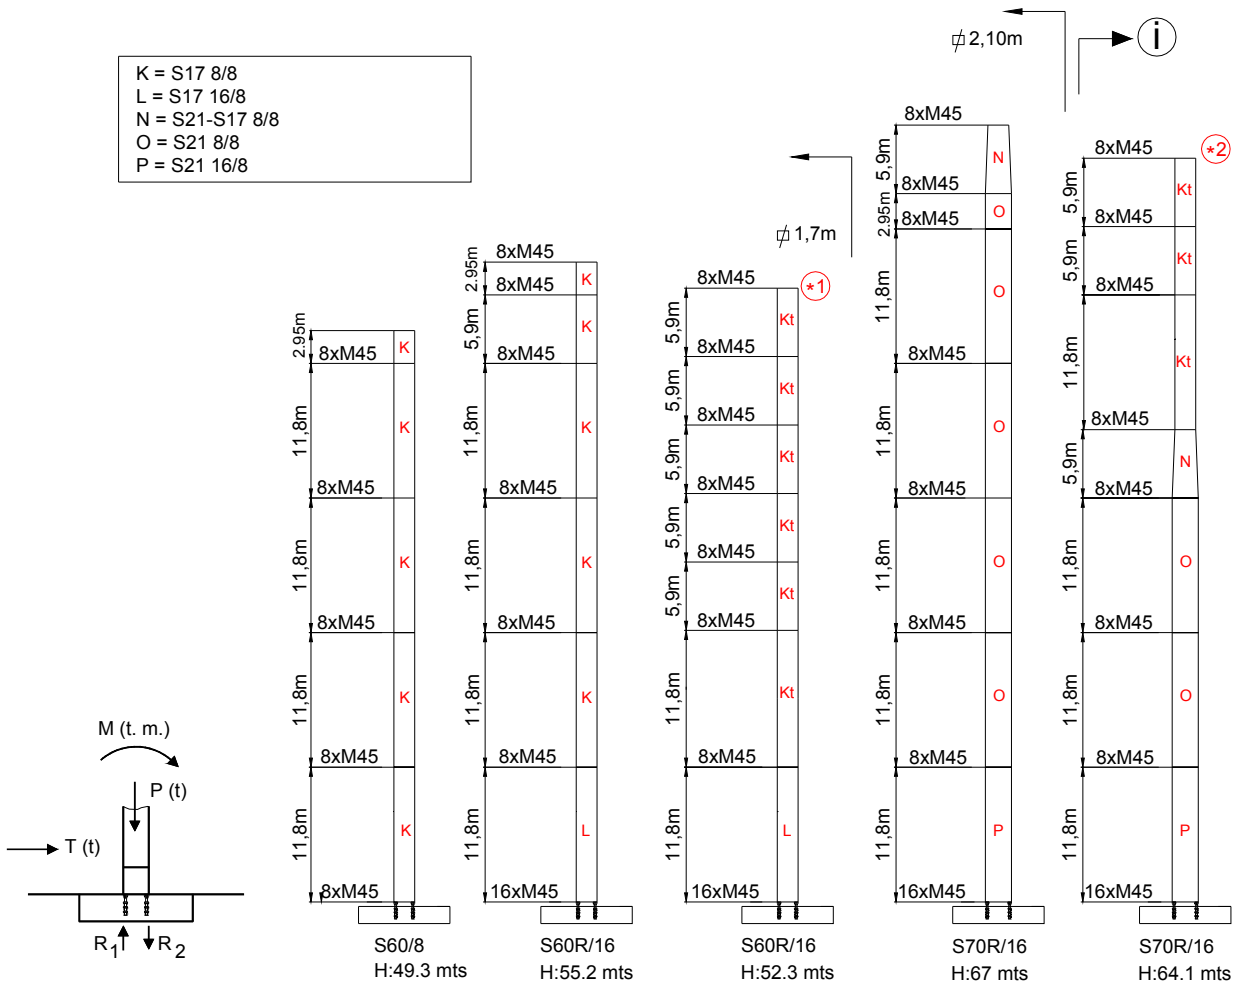 K = S17 8/8
L = S17 16/8
N = S21-S17 8/8
O = S21 8/8
P = S21 16/8
2,10m
i
1,7m
M (t. m.)
P (t)
T (t)
R1
R2
2.95m
8xM45
11,8m
8xM45
11,8m
8xM45
11,8m
8xM45
11,8m
8xM45
K
K
K
K
K
S60/8
H:49.3 mts
8xM45
2.95m
8xM45
5,9m
8xM45
11,8m
8xM45
11,8m
8xM45
11,8m
8xM45
11,8m
16xM45
K
K
K
K
K
L
S60R/16
H:55.2 mts
8xM45
*1
5,9m
8xM45
5,9m
8xM45
5,9m
8xM45
5,9m
8xM45
5,9m
8xM45
11,8m
8xM45
11,8m
16xM45
Kt
Kt
Kt
Kt
Kt
Kt
L
S60R/16
H:52.3 mts
8xM45
5,9m
8xM45
2.95m
8xM45
11,8m
8xM45
11,8m
8xM45
11,8m
8xM45
11,8m
8xM45
11,8m
16xM45
N
O
O
O
O
O
P
S70R/16
H:67 mts
8xM45
*2
5,9m
8xM45
5,9m
8xM45
11,8m
8xM45
5,9m
8xM45
11,8m
8xM45
11,8m
8xM45
11,8m
16xM45
Kt
Kt
Kt
N
O
O
P
S70R/16
H:64.1 mts